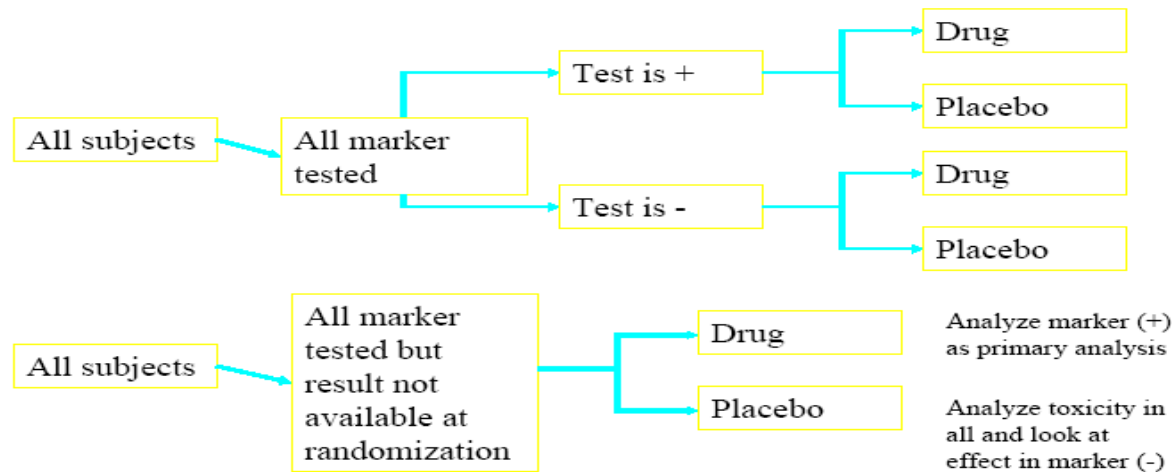 Drug
Test is +
Placebo
All subjects
All marker
tested
Drug
Test is -
Placebo
All subjects
All marker
tested but
result not
available at
randomization
Drug
Placebo
Analyze marker (+)
as primary analysis
Analyze toxicity in
all and look at
effect in marker (-)